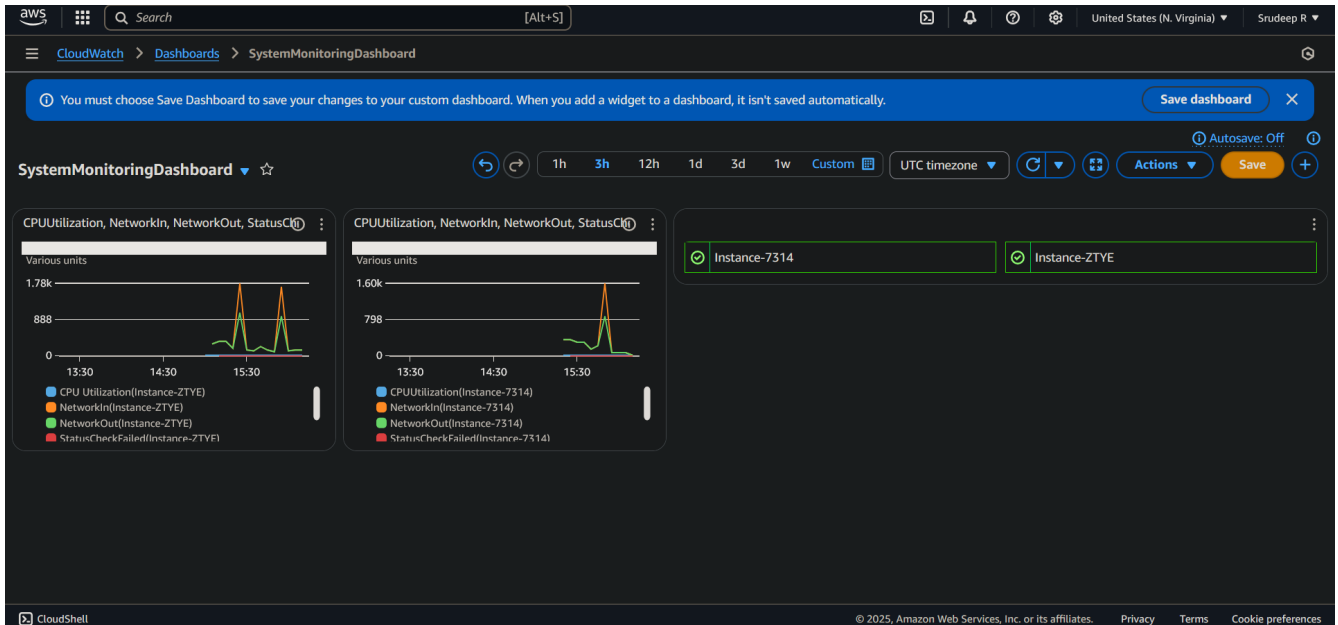 aws Search [Alt+S] United States (N. Virginia) ▼ Srudeep R ▼
CloudWatch > Dashboards > SystemMonitoringDashboard
You must choose Save Dashboard to save your changes to your custom dashboard. When you add a widget to a dashboard, it isn't saved automatically. Save dashboard
Autosave: Off
SystemMonitoringDashboard 1h 3h 12h 1d 3d 1w Custom UTC timezone Actions Save
CPUUtilization, NetworkIn, NetworkOut, StatusCh
Various units
1.78k
888
0
13:30 14:30 15:30
CPU Utilization(Instance-ZTYE)
NetworkIn(Instance-ZTYE)
NetworkOut(Instance-ZTYE)
StatusCheckFailed(Instance-ZTYE)
CPUUtilization, NetworkIn, NetworkOut, StatusCh
Various units
1.60k
798
0
13:30 14:30 15:30
CPUUtilization(Instance-7314)
NetworkIn(Instance-7314)
NetworkOut(Instance-7314)
StatusCheckFailed(Instance-7314)
Instance-7314 Instance-ZTYE
CloudShell © 2025, Amazon Web Services, Inc. or its affiliates. Privacy Terms Cookie preferences